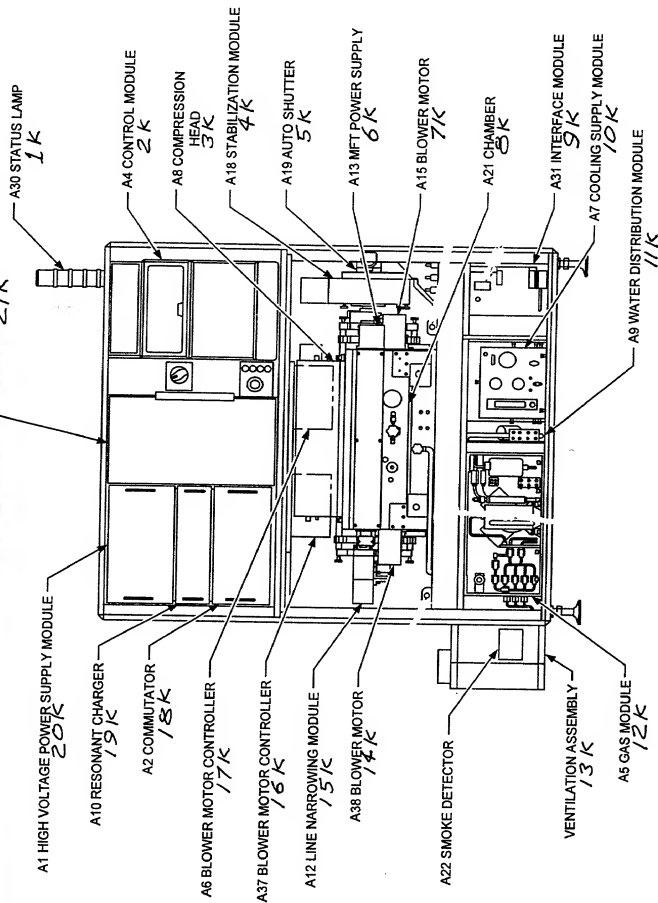 21K
A30 STATUS LAMP
1K
A4 CONTROL MODULE
2K
A8 COMPRESSION
HEAD
3K
A18 STABILIZATION MODULE
4K
A19 AUTO SHUTTER
5K
A13 MFT POWER SUPPLY
6K
A15 BLOWER MOTOR
7K
A21 CHAMBER
8K
A31 INTERFACE MODULE
9K
A7 COOLING SUPPLY MODULE
10K
A9 WATER DISTRIBUTION MODULE
11K
A1 HIGH VOLTAGE POWER SUPPLY MODULE
20K
A10 RESONANT CHARGER
19K
A2 COMMUTATOR
18K
A6 BLOWER MOTOR CONTROLLER
17K
A37 BLOWER MOTOR CONTROLLER
16K
A12 LINE NARROWING MODULE
15K
A38 BLOWER MOTOR
14K
A22 SMOKE DETECTOR
VENTILATION ASSEMBLY
13K
A5 GAS MODULE
12K